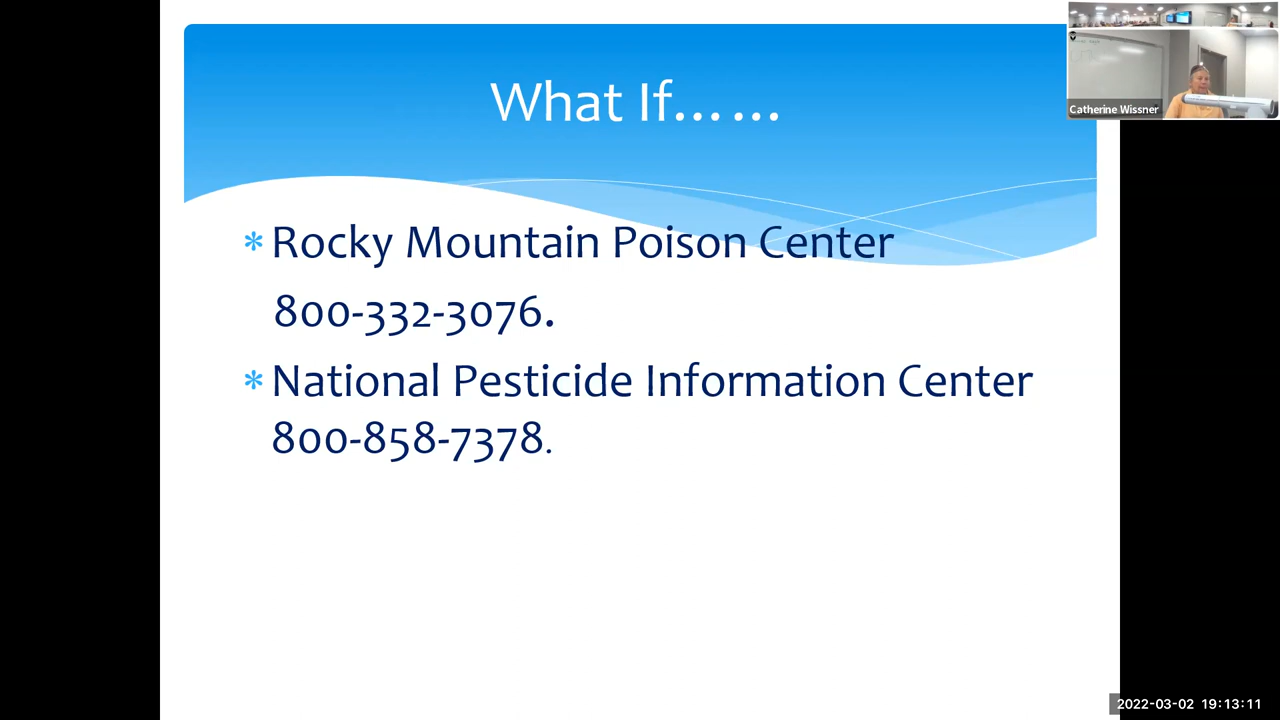 What If……
* Rocky Mountain Poison Center
800-332-3076.
* National Pesticide Information Center
800-858-7378.
Catherine Wissner
2022-03-02 19:13:11